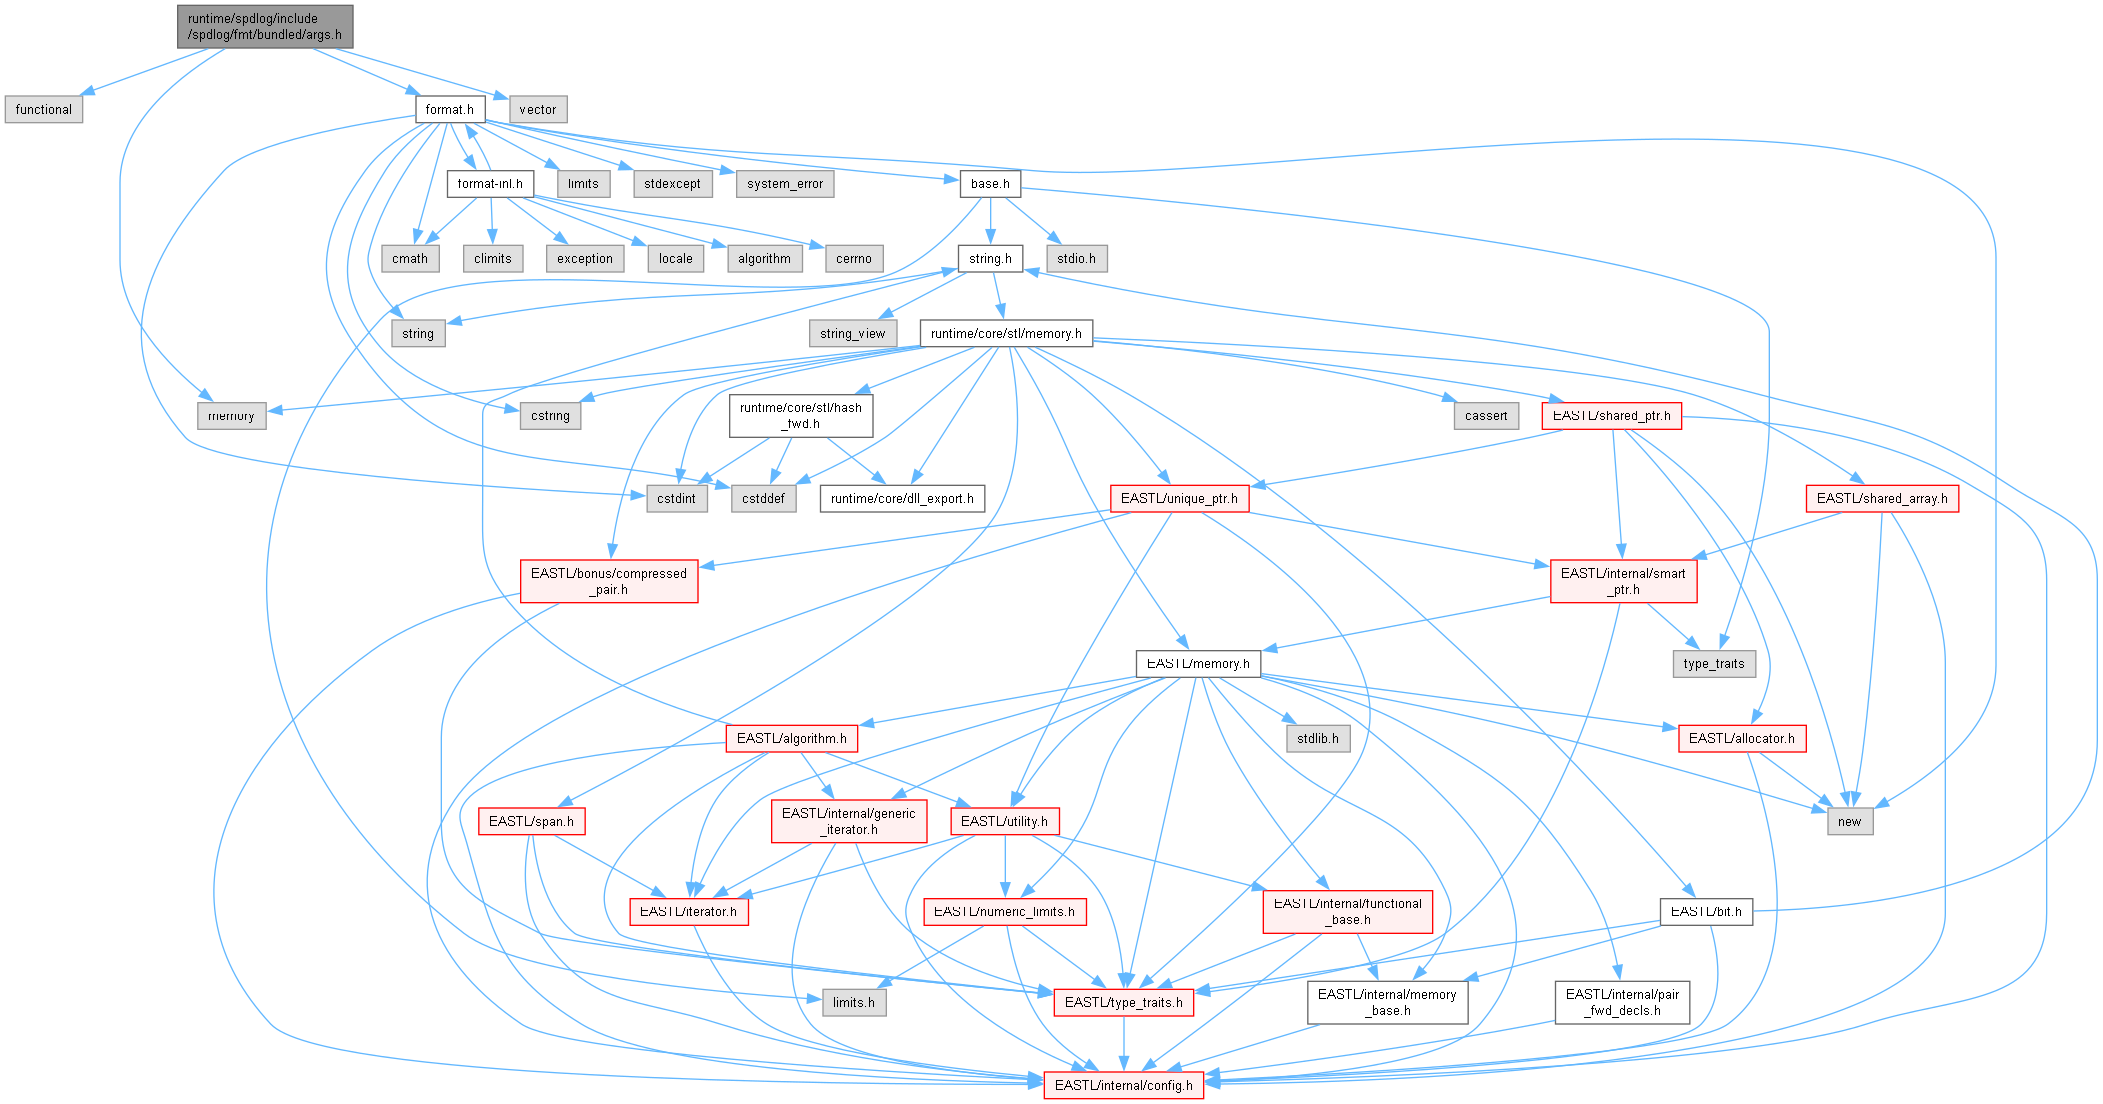 runtime/spdlog/include
/spdlog/fmt/bundled/args.h
functional
format.h
vector
format-inl.h
limits
stdexcept
system_error
base.h
cmath
climits
exception
locale
algorithm
cerrno
string.h
stdio.h
string
string_view
runtime/core/stl/memory.h
memory
cstring
runtime/core/stl/hash
_fwd.h
cassert
EASTL/shared_ptr.h
cstdint
cstddef
runtime/core/dll_export.h
EASTL/unique_ptr.h
EASTL/shared_array.h
EASTL/bonus/compressed
_pair.h
EASTL/internal/smart
_ptr.h
EASTL/memory.h
type_traits
EASTL/algorithm.h
stdlib.h
EASTL/allocator.h
EASTL/span.h
EASTL/internal/generic
_iterator.h
EASTL/utility.h
new
EASTL/iterator.h
EASTL/numeric_limits.h
EASTL/internal/functional
_base.h
EASTL/bit.h
limits.h
EASTL/type_traits.h
EASTL/internal/memory
_base.h
EASTL/internal/pair
_fwd_decls.h
EASTL/internal/config.h